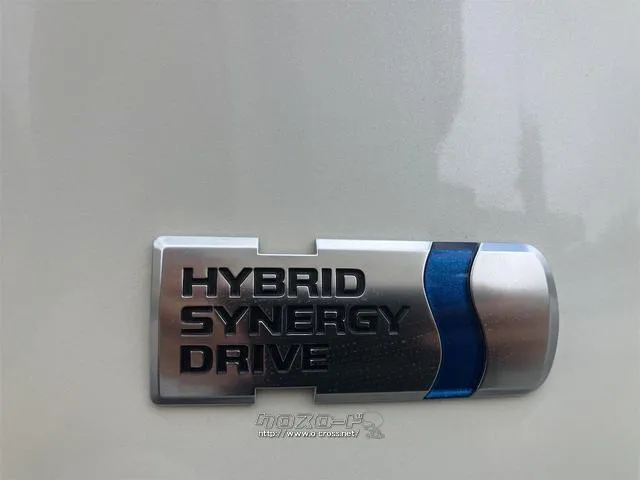 HYBRID
SYNERGY
DRIVE
クロスロード
http://www.o-cross.net/